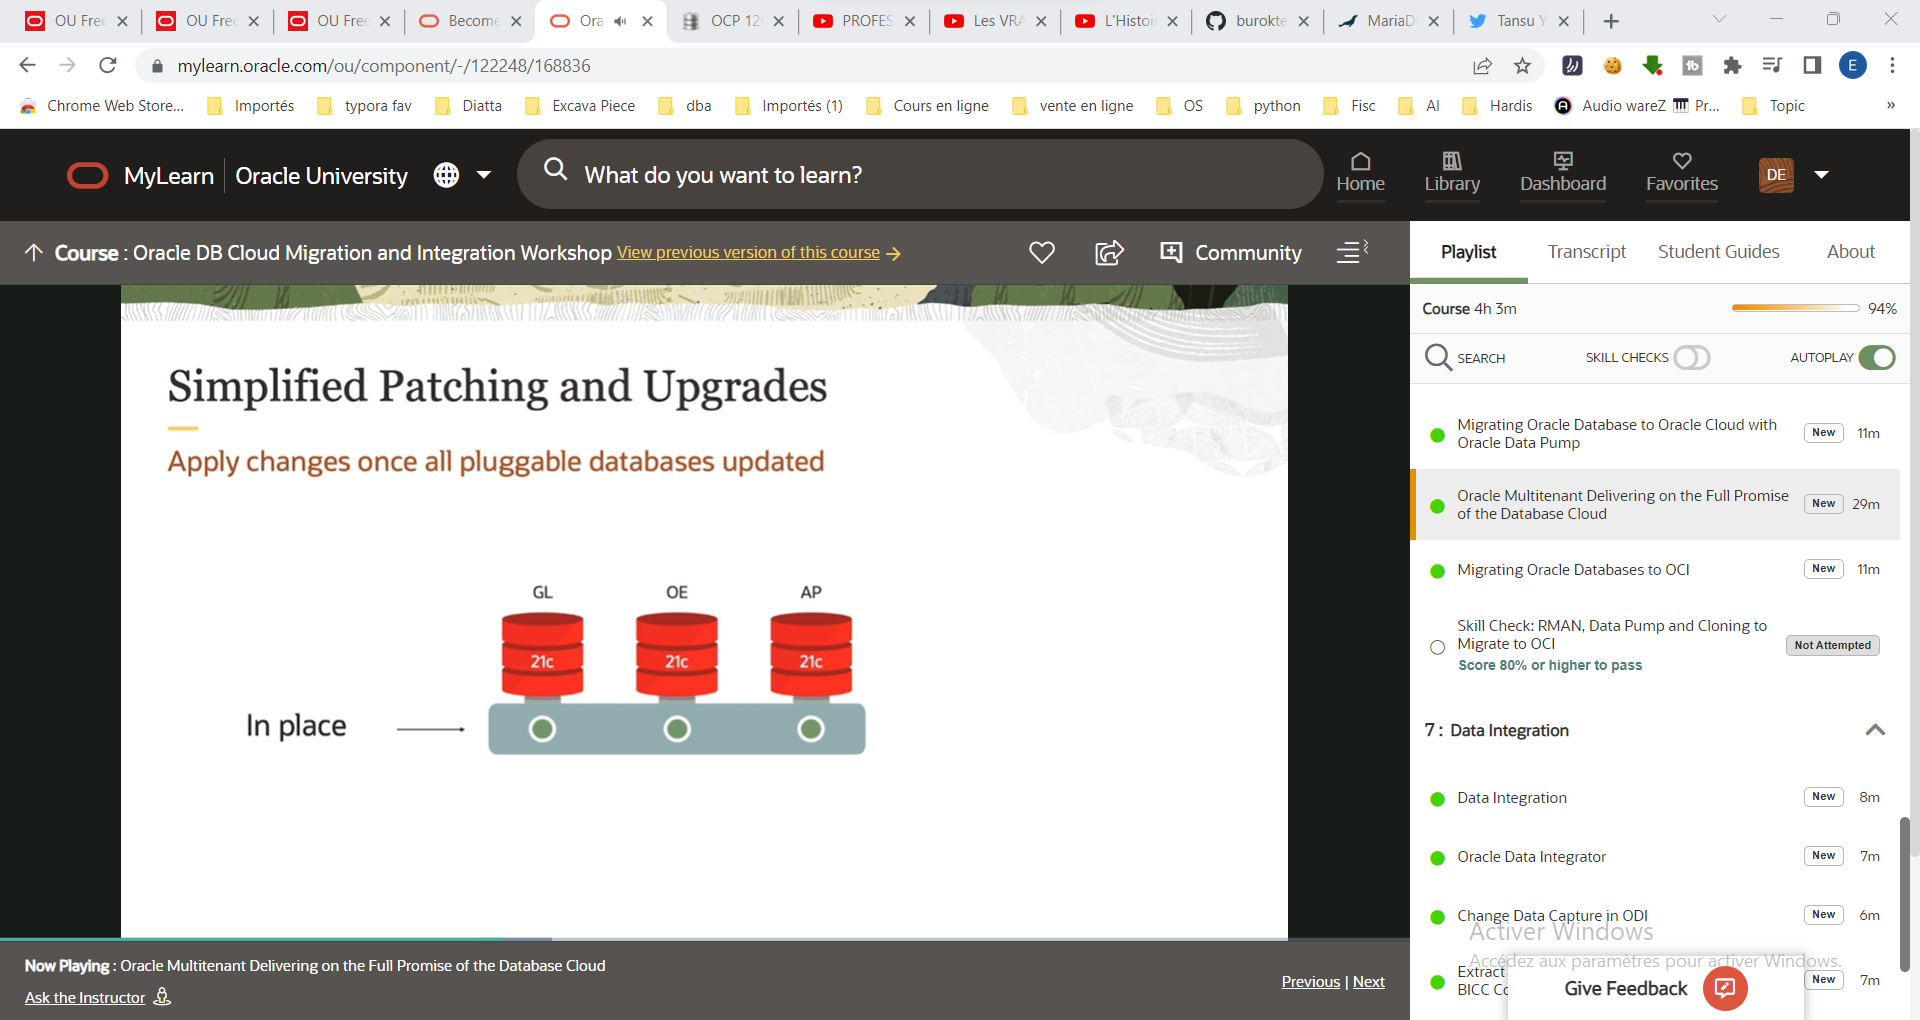 OU Free
OU Free
OU Free
Become
Ora
OCP 12
PROFES
Les VRA
L'Histoi
burokte
MariaD
Tansu Y
mylearn.oracle.com/ou/component/-/122248/168836
E
Chrome Web Store...
Importés
typora fav
Diatta
Excava Piece
dba
Importés (1)
Cours en ligne
vente en ligne
OS
python
Fisc
AI
Hardis
Audio wareZ
Pr...
Topic
»
MyLearn
Oracle University
What do you want to learn?
Home
Library
Dashboard
Favorites
DE
Course : Oracle DB Cloud Migration and Integration Workshop View previous version of this course
Community
Playlist
Transcript
Student Guides
About
Course 4h 3m
94%
SEARCH
SKILL CHECKS
AUTOPLAY
Simplified Patching and Upgrades
Apply changes once all pluggable databases updated
GL
OE
AP
21c
21c
21c
In place
Migrating Oracle Database to Oracle Cloud with
Oracle Data Pump
New
11m
Oracle Multitenant Delivering on the Full Promise
of the Database Cloud
New
29m
Migrating Oracle Databases to OCI
New
11m
Skill Check: RMAN, Data Pump and Cloning to
Migrate to OCI
Score 80% or higher to pass
Not Attempted
7 : Data Integration
Data Integration
New
8m
Oracle Data Integrator
New
7m
Change Data Capture in ODI
New
6m
Activer Windows
Accédez aux paramètres pour activer Windows.
Extract
BICC
New
7m
Give Feedback
Now Playing : Oracle Multitenant Delivering on the Full Promise of the Database Cloud
Ask the Instructor
Previous | Next